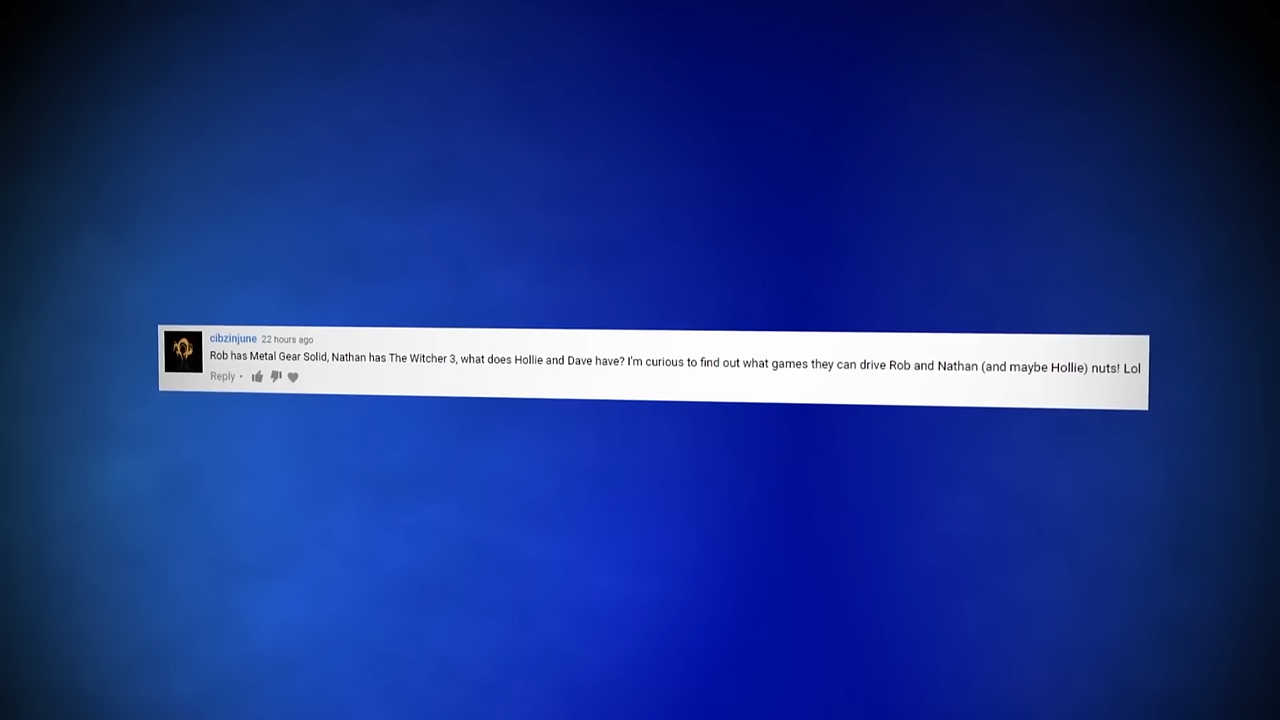 cibzinjune 22 hours ago
Rob has Metal Gear Solid, Nathan has The Witcher 3, what does Hollie and Dave have? I'm curious to find out what games they can drive Rob and Nathan (and maybe Hollie) nuts! Lol
Reply •